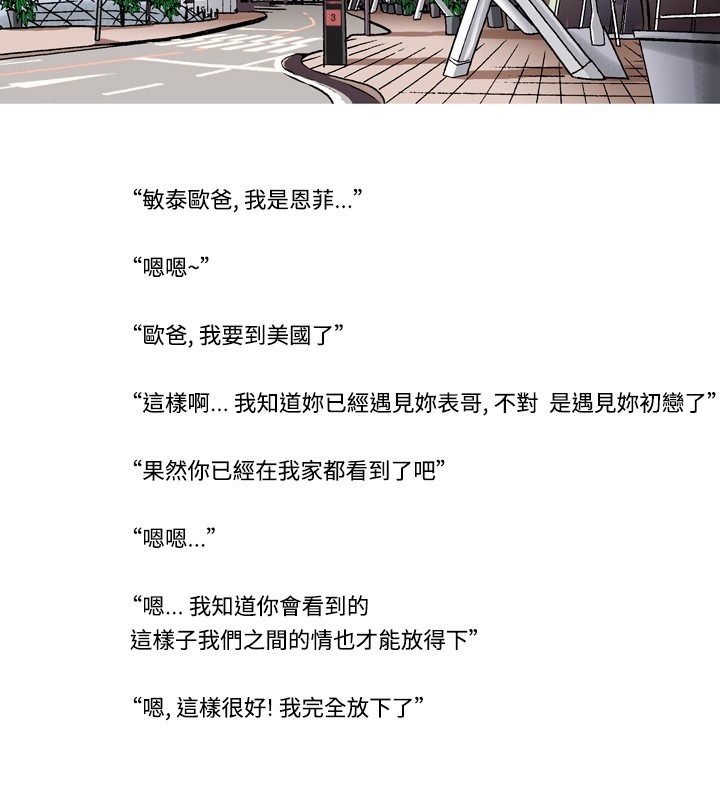 3
“敏泰歐爸, 我是恩菲...”
“嗯嗯~”
“歐爸, 我要到美國了”
“這樣啊... 我知道妳已經遇見妳表哥, 不對  是遇見妳初戀了”
“果然你已經在我家都看到了吧”
“嗯嗯...”
“嗯... 我知道你會看到的
這樣子我們之間的情也才能放得下”
“嗯, 這樣很好! 我完全放下了”